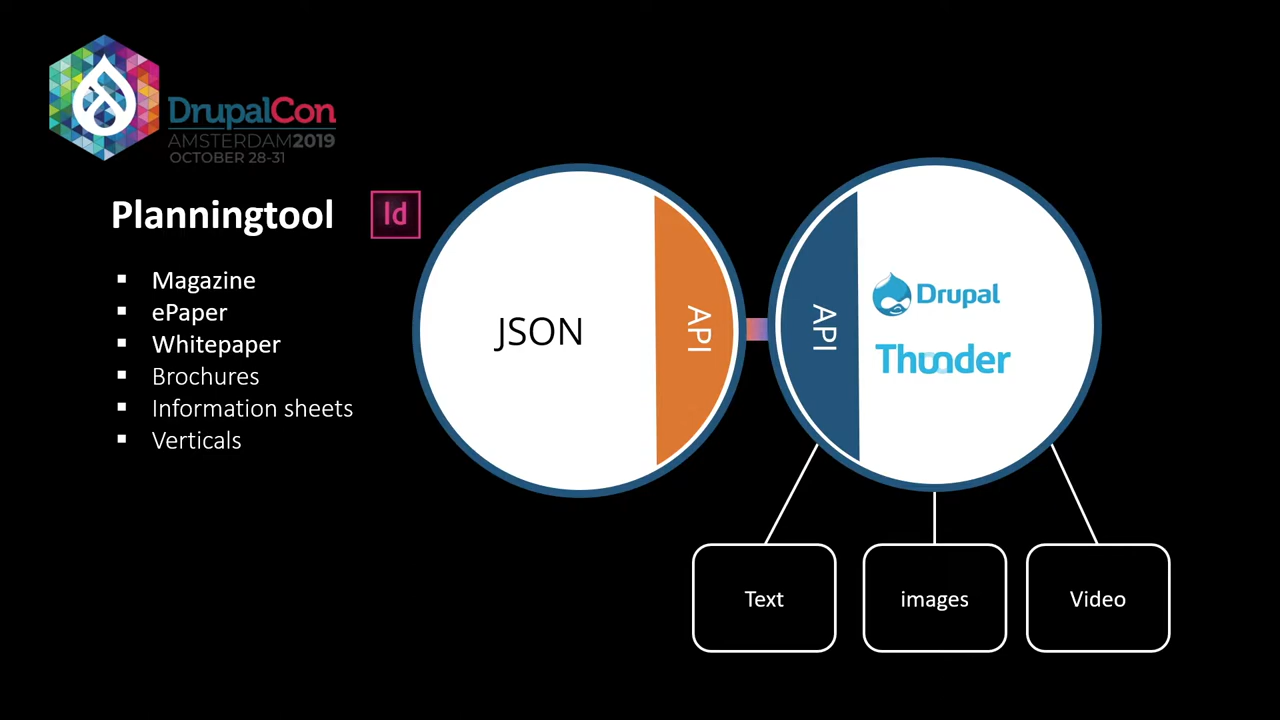 DrupalCon
AMSTERDAM2019
OCTOBER 28-31
Planningtool
Id
Magazine
ePaper
Whitepaper
Brochures
Information sheets
Verticals
JSON
API
API
Drupal
Thunder
Text
images
Video